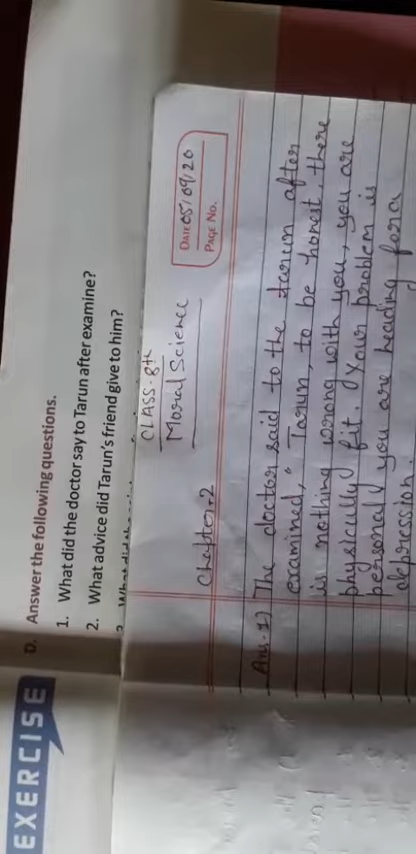 EXERCISE
D. Answer the following questions.
1. What did the doctor say to Tarun after examine?
2. What advice did Tarun's friend give to him?
3.
CLASS-8th
Moral Science
DATE 05/09/20
PAGE NO.
Chapter-2
Ans-1) The doctor said to the tarun after
examined, "Tarun, to be honest, there
is nothing wrong with you, you are
physically fit. Your problem is
personal, you are heading for a
depression.